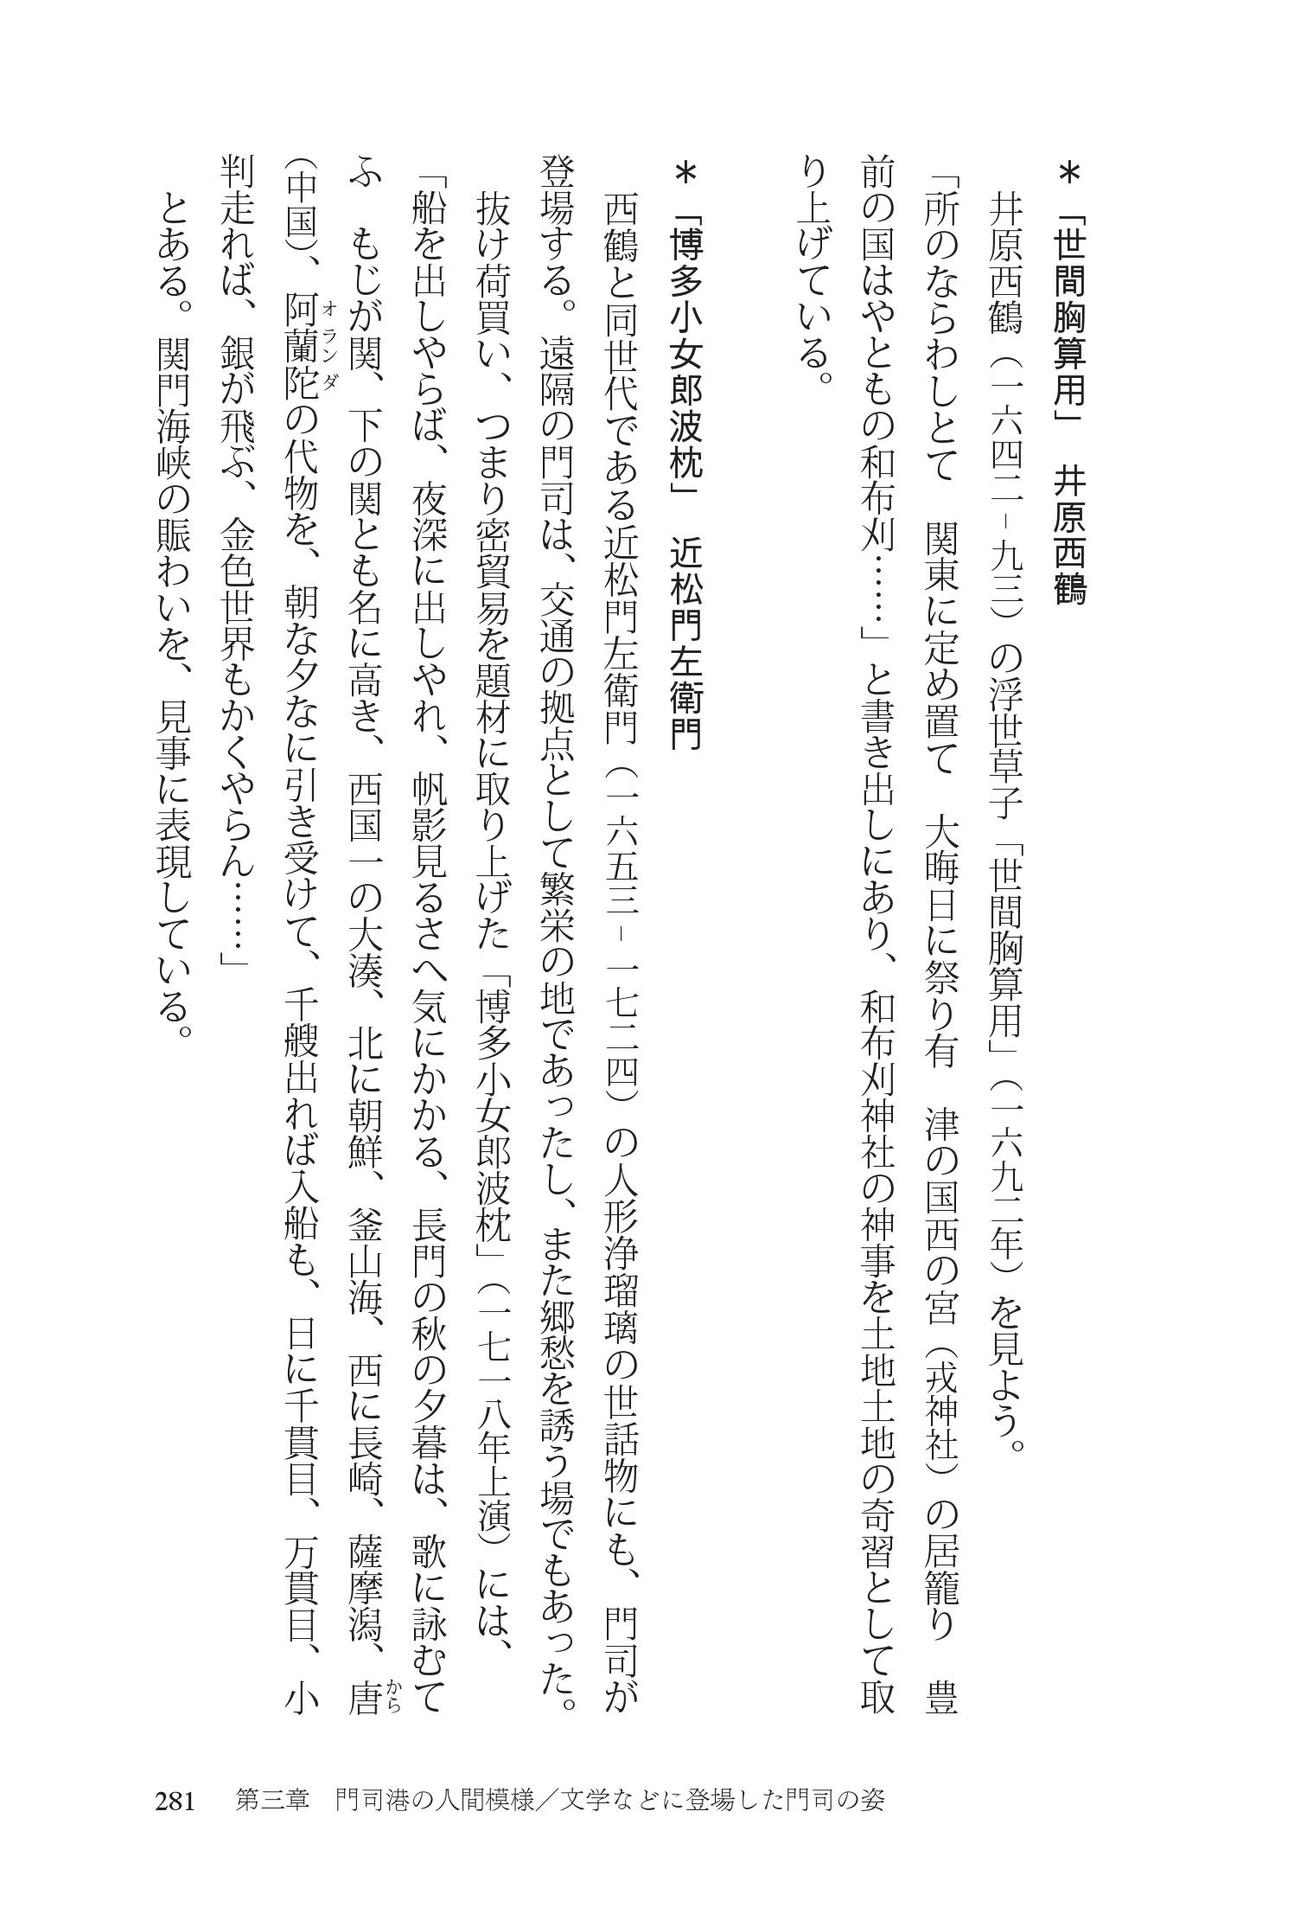 ＊「世間胸算用」　井原西鶴
　井原西鶴（一六四二－九三）の浮世草子「世間胸算用」（一六九二年）を見よう。
「所のならわしとて　関東に定め置て　大晦日に祭り有　津の国西の宮（戎神社）の居籠り　豊
前の国はやともの和布刈……」と書き出しにあり、和布刈神社の神事を土地土地の奇習として取
り上げている。
＊「博多小女郎波枕」　近松門左衛門
　西鶴と同世代である近松門左衛門（一六五三－一七二四）の人形浄瑠璃の世話物にも、門司が
登場する。遠隔の門司は、交通の拠点として繁栄の地であったし、また郷愁を誘う場でもあった。
　抜け荷買い、つまり密貿易を題材に取り上げた「博多小女郎波枕」（一七一八年上演）には、
「船を出しやらば、夜深に出しやれ、帆影見るさへ気にかかる、長門の秋の夕暮は、歌に詠むて
ふ　もじが関、下の関とも名に高き、西国一の大湊、北に朝鮮、釜山海、西に長崎、薩摩潟、唐から
（中国）、阿蘭陀オランダの代物を、朝な夕なに引き受けて、千艘出れば入船も、日に千貫目、万貫目、小
判走れば、銀が飛ぶ、金色世界もかくやらん……」
　とある。関門海峡の賑わいを、見事に表現している。
281　第三章　門司港の人間模様／文学などに登場した門司の姿